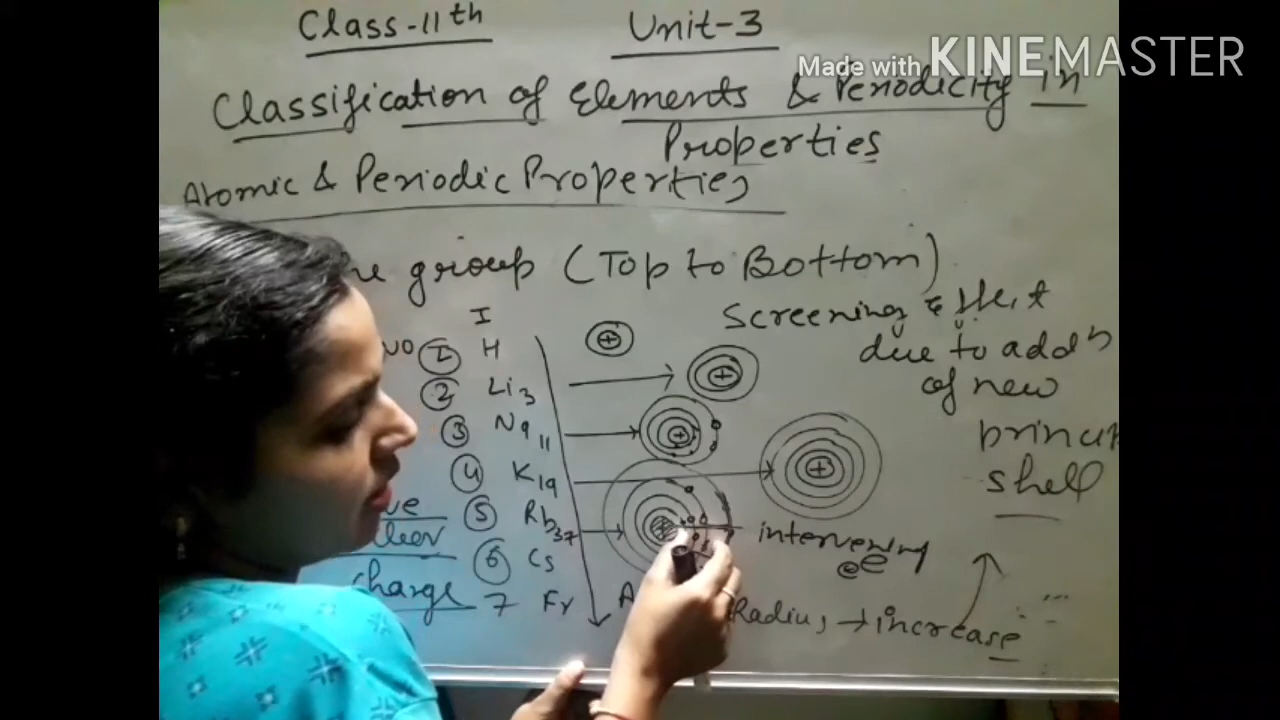 Class-11th Unit-3
Made with KINEMASTER
Classification of Elements & Periodicity in
Properties
Atomic & Periodic Properties
group (Top to Bottom)
I
Screening effect
due to addn
of new
shell
NO ① H +
② Li3 +
③ Na11 +
④ K19 +
⑤ Rb37
⑥ Cs
7 Fr
intervening
e
charge
Radius → increase